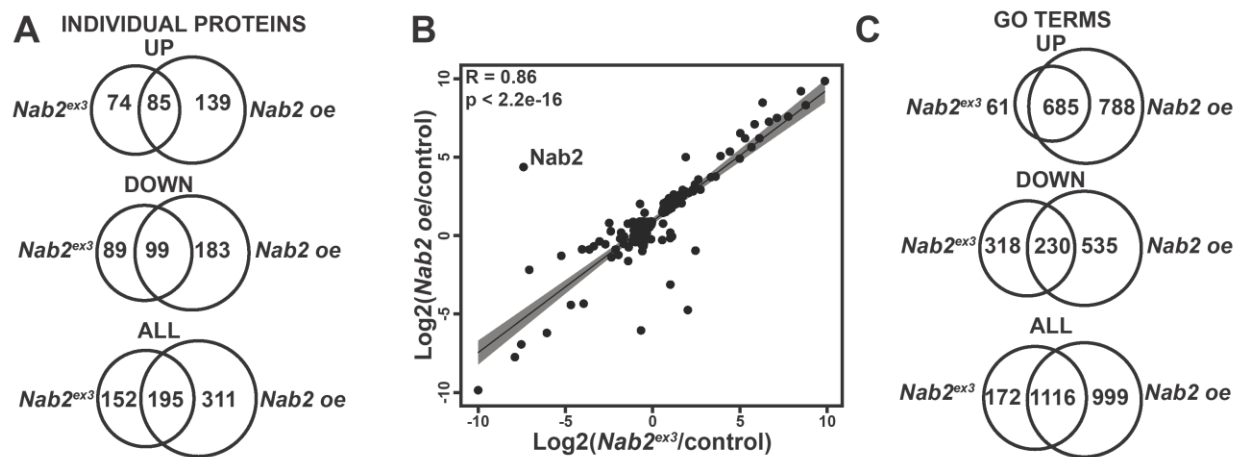 A
INDIVIDUAL PROTEINS
UP
Nab2ex3 74 85 139 Nab2 oe
DOWN
Nab2ex3 89 99 183 Nab2 oe
ALL
Nab2ex3 152 195 311 Nab2 oe
B
R = 0.86
p < 2.2e-16
Nab2
Log2(Nab2 oe/control)
10
5
0
-5
-10
-10 -5 0 5 10
Log2(Nab2ex3/control)
C
GO TERMS
UP
Nab2ex3 61 685 788 Nab2 oe
DOWN
Nab2ex3 318 230 535 Nab2 oe
ALL
Nab2ex3 172 1116 999 Nab2 oe